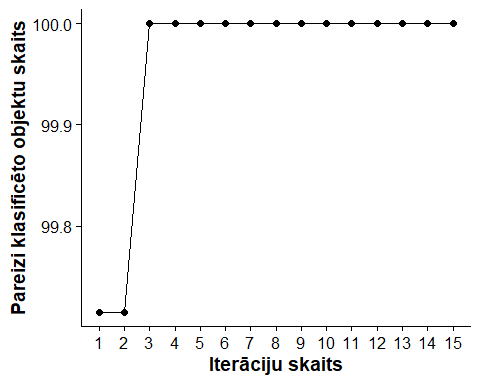 Pareizi klasificēto objektu skaits
100.0
99.9
99.8
1 2 3 4 5 6 7 8 9 10 11 12 13 14 15
Iterāciju skaits